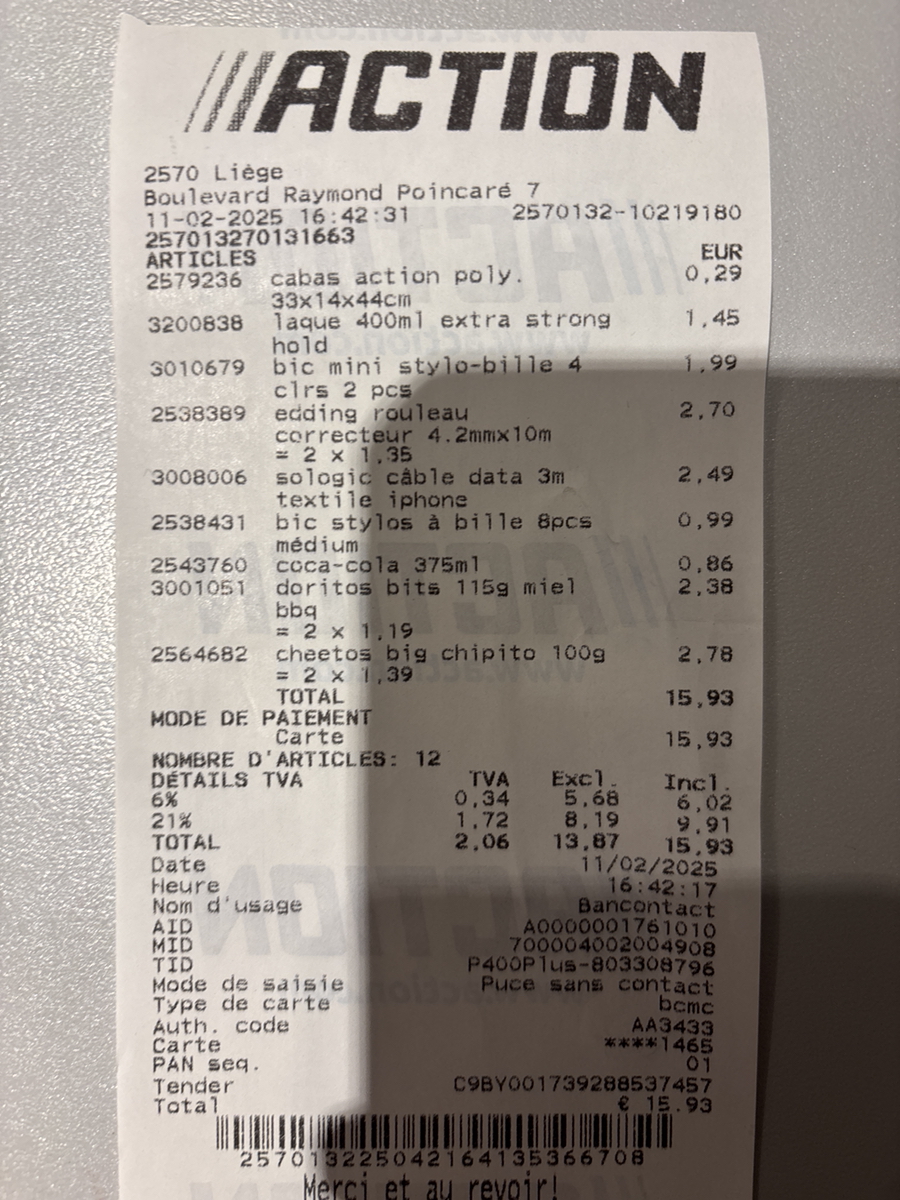 ///ACTION
2570 Liège
Boulevard Raymond Poincaré 7
11-02-2025 16:42:31 2570132-10219180
257013270131663
ARTICLES EUR
2579236 cabas action poly. 0,29
33x14x44cm
3200838 laque 400ml extra strong 1,45
hold
3010679 bic mini stylo-bille 4 1,99
clrs 2 pcs
2538389 edding rouleau 2,70
correcteur 4.2mmx10m
= 2 x 1,35
3008006 sologic câble data 3m 2,49
textile iphone
2538431 bic stylos à bille 8pcs 0,99
médium
2543760 coca-cola 375ml 0,86
3001051 doritos bits 115g miel 2,38
bbq
= 2 x 1,19
2564682 cheetos big chipito 100g 2,78
= 2 x 1,39
TOTAL 15,93
MODE DE PAIEMENT
Carte 15,93
NOMBRE D'ARTICLES: 12
DÉTAILS TVA TVA Excl. Incl.
6% 0,34 5,68 6,02
21% 1,72 8,19 9,91
TOTAL 2,06 13,87 15,93
Date 11/02/2025
Heure 16:42:17
Nom d'usage Bancontact
AID A0000001761010
MID 700004002004908
TID P400Plus-803308796
Mode de saisie Puce sans contact
Type de carte bcmc
Auth. code AA3433
Carte ****1465
PAN seq. 01
Tender C9BY001739288537457
Total € 15.93
257013225042164135366708
Merci et au revoir!